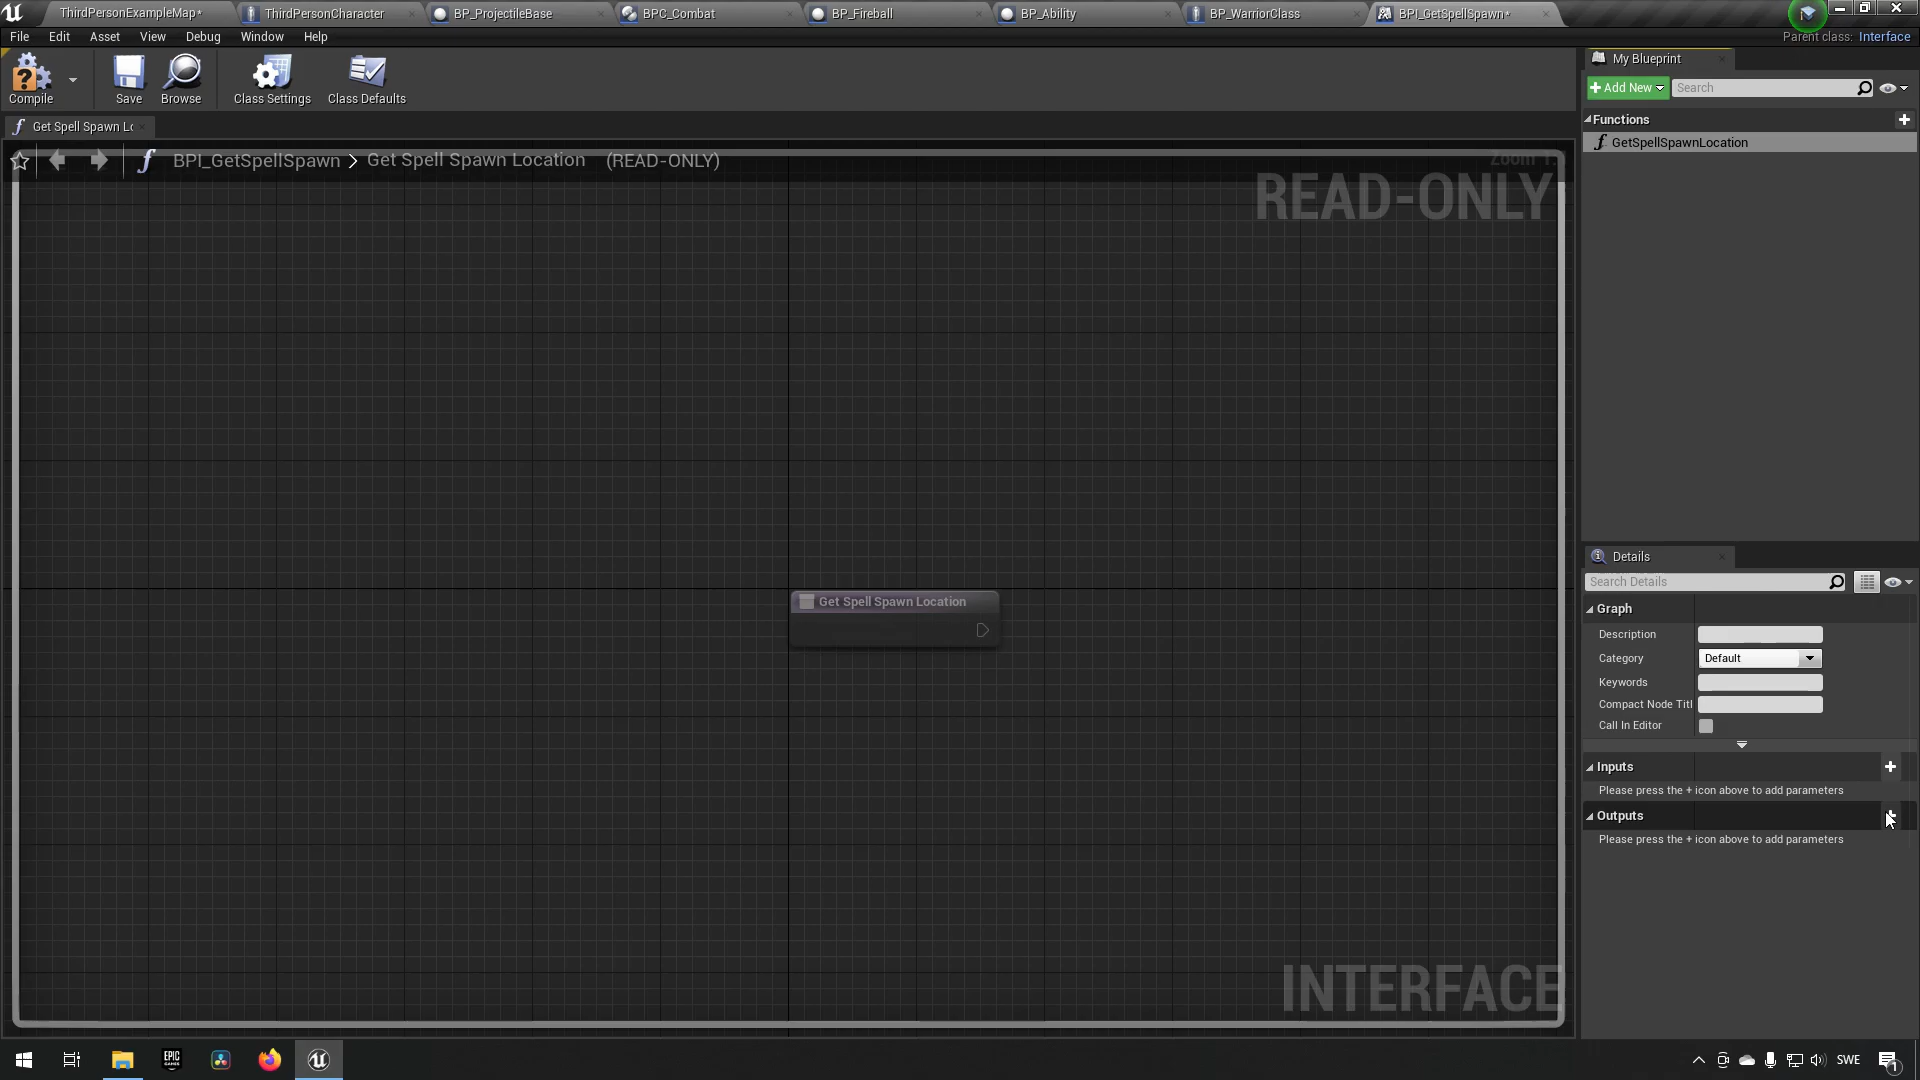 ThirdPersonExampleMap*
ThirdPersonCharacter
BP_ProjectileBase
BPC_Combat
BP_Fireball
BP_Ability
BP_WarriorClass
BPI_GetSpellSpawn*
File
Edit
Asset
View
Debug
Window
Help
Parent class: Interface
Compile
Save
Browse
Class Settings
Class Defaults
Get Spell Spawn Lc
BPI_GetSpellSpawn > Get Spell Spawn Location (READ-ONLY)
READ-ONLY
Get Spell Spawn Location
INTERFACE
My Blueprint
Add New
Search
Functions
GetSpellSpawnLocation
Details
Search Details
Graph
Description
Category
Default
Keywords
Compact Node Titl
Call In Editor
Inputs
Please press the + icon above to add parameters
Outputs
Please press the + icon above to add parameters
EPIC
GAMES
SWE
1